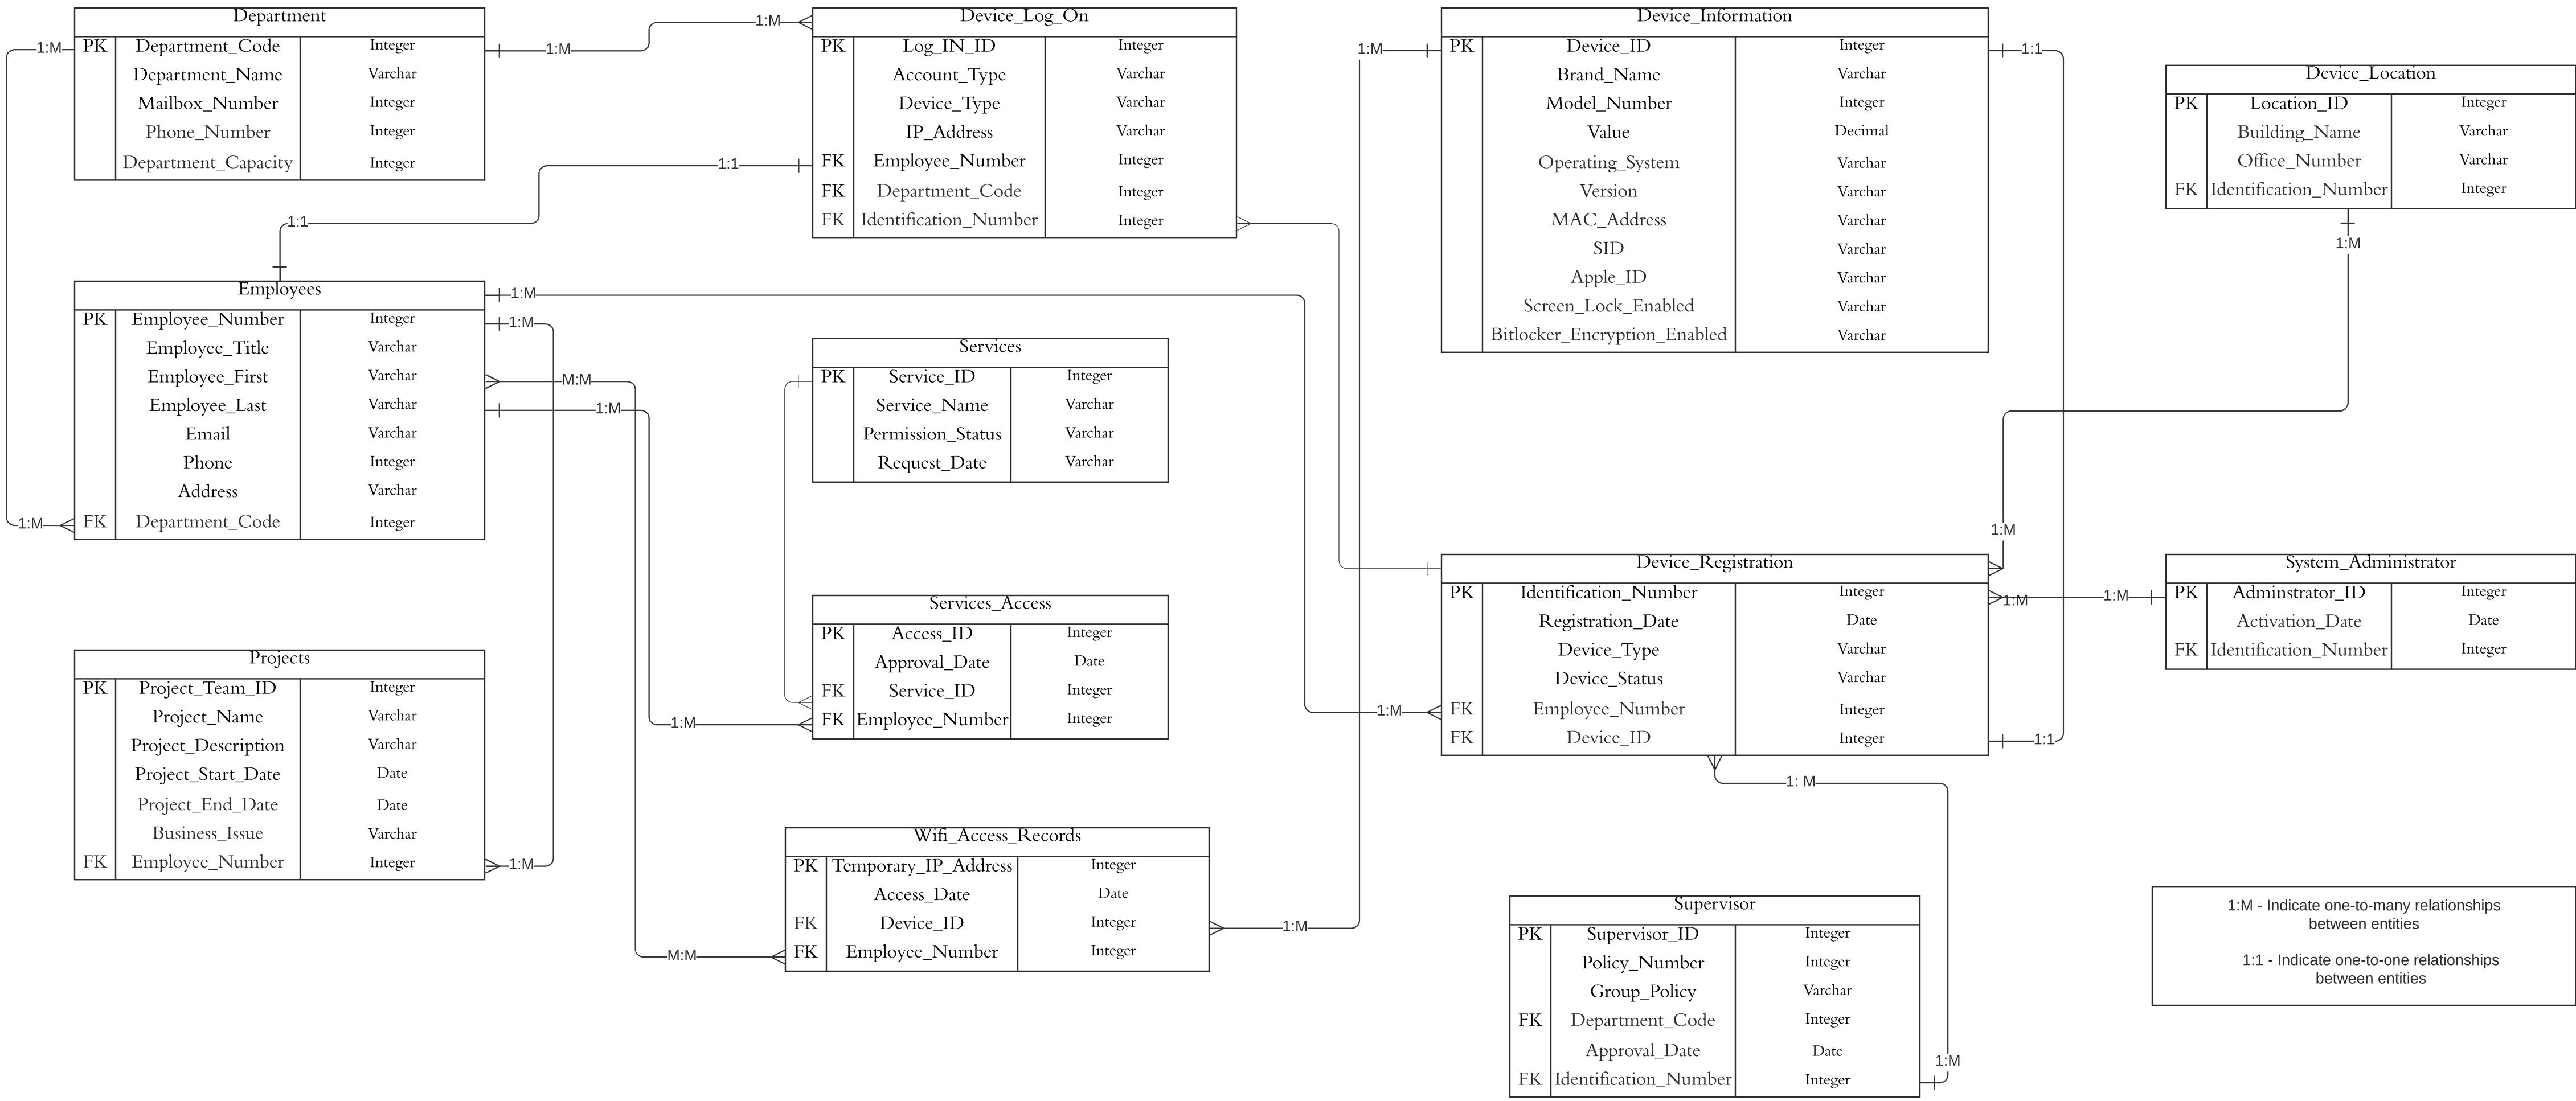 Department
PK Department_Code Integer
Department_Name Varchar
Mailbox_Number Integer
Phone_Number Integer
Department_Capacity Integer
1:M
1:M
1:M
1:M
Device_Log_On
PK Log_IN_ID Integer
Account_Type Varchar
Device_Type Varchar
IP_Address Varchar
FK Employee_Number Integer
FK Department_Code Integer
FK Identification_Number Integer
1:1
1:1
Device_Information
PK Device_ID Integer
Brand_Name Varchar
Model_Number Integer
Value Decimal
Operating_System Varchar
Version Varchar
MAC_Address Varchar
SID Varchar
Apple_ID Varchar
Screen_Lock_Enabled Varchar
Bitlocker_Encryption_Enabled Varchar
1:M
1:1
Device_Location
PK Location_ID Integer
Building_Name Varchar
Office_Number Varchar
FK Identification_Number Integer
1:M
1:M
Employees
PK Employee_Number Integer
Employee_Title Varchar
Employee_First Varchar
Employee_Last Varchar
Email Varchar
Phone Integer
Address Varchar
FK Department_Code Integer
1:M
1:M
M:M
1:M
Services
PK Service_ID Integer
Service_Name Varchar
Permission_Status Varchar
Request_Date Varchar
Services_Access
PK Access_ID Integer
Approval_Date Date
FK Service_ID Integer
FK Employee_Number Integer
1:M
Device_Registration
PK Identification_Number Integer
Registration_Date Date
Device_Type Varchar
Device_Status Varchar
FK Employee_Number Integer
FK Device_ID Integer
1:M
1:1
1:M
1:M
1: M
System_Administrator
PK Adminstrator_ID Integer
Activation_Date Date
FK Identification_Number Integer
Projects
PK Project_Team_ID Integer
Project_Name Varchar
Project_Description Varchar
Project_Start_Date Date
Project_End_Date Date
Business_Issue Varchar
FK Employee_Number Integer
1:M
Wifi_Access_Records
PK Temporary_IP_Address Integer
Access_Date Date
FK Device_ID Integer
FK Employee_Number Integer
M:M
1:M
Supervisor
PK Supervisor_ID Integer
Policy_Number Integer
Group_Policy Varchar
FK Department_Code Integer
Approval_Date Date
FK Identification_Number Integer
1:M
1:M - Indicate one-to-many relationships
between entities
1:1 - Indicate one-to-one relationships
between entities